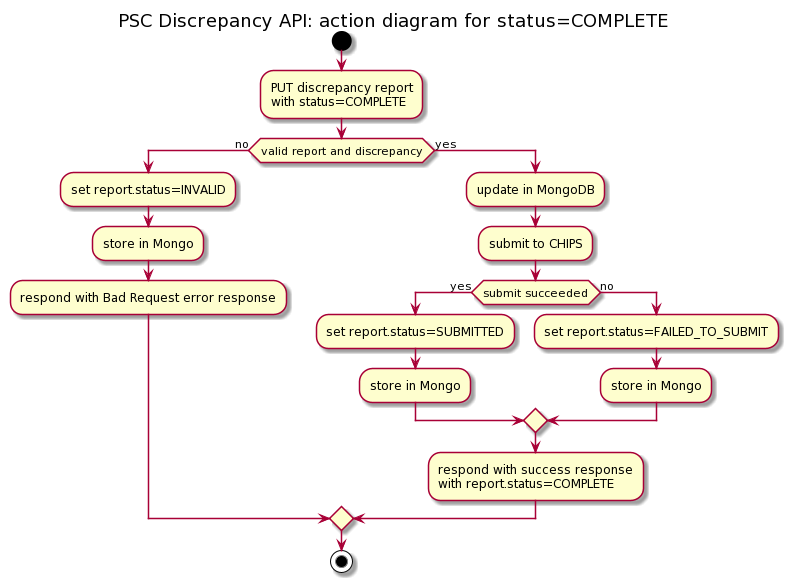 PSC Discrepancy API: action diagram for status=COMPLETE
PUT discrepancy report
with status=COMPLETE
no
valid report and discrepancy
yes
set report.status=INVALID
store in Mongo
respond with Bad Request error response
update in MongoDB
submit to CHIPS
yes
submit succeeded
no
set report.status=SUBMITTED
store in Mongo
set report.status=FAILED_TO_SUBMIT
store in Mongo
respond with success response
with report.status=COMPLETE